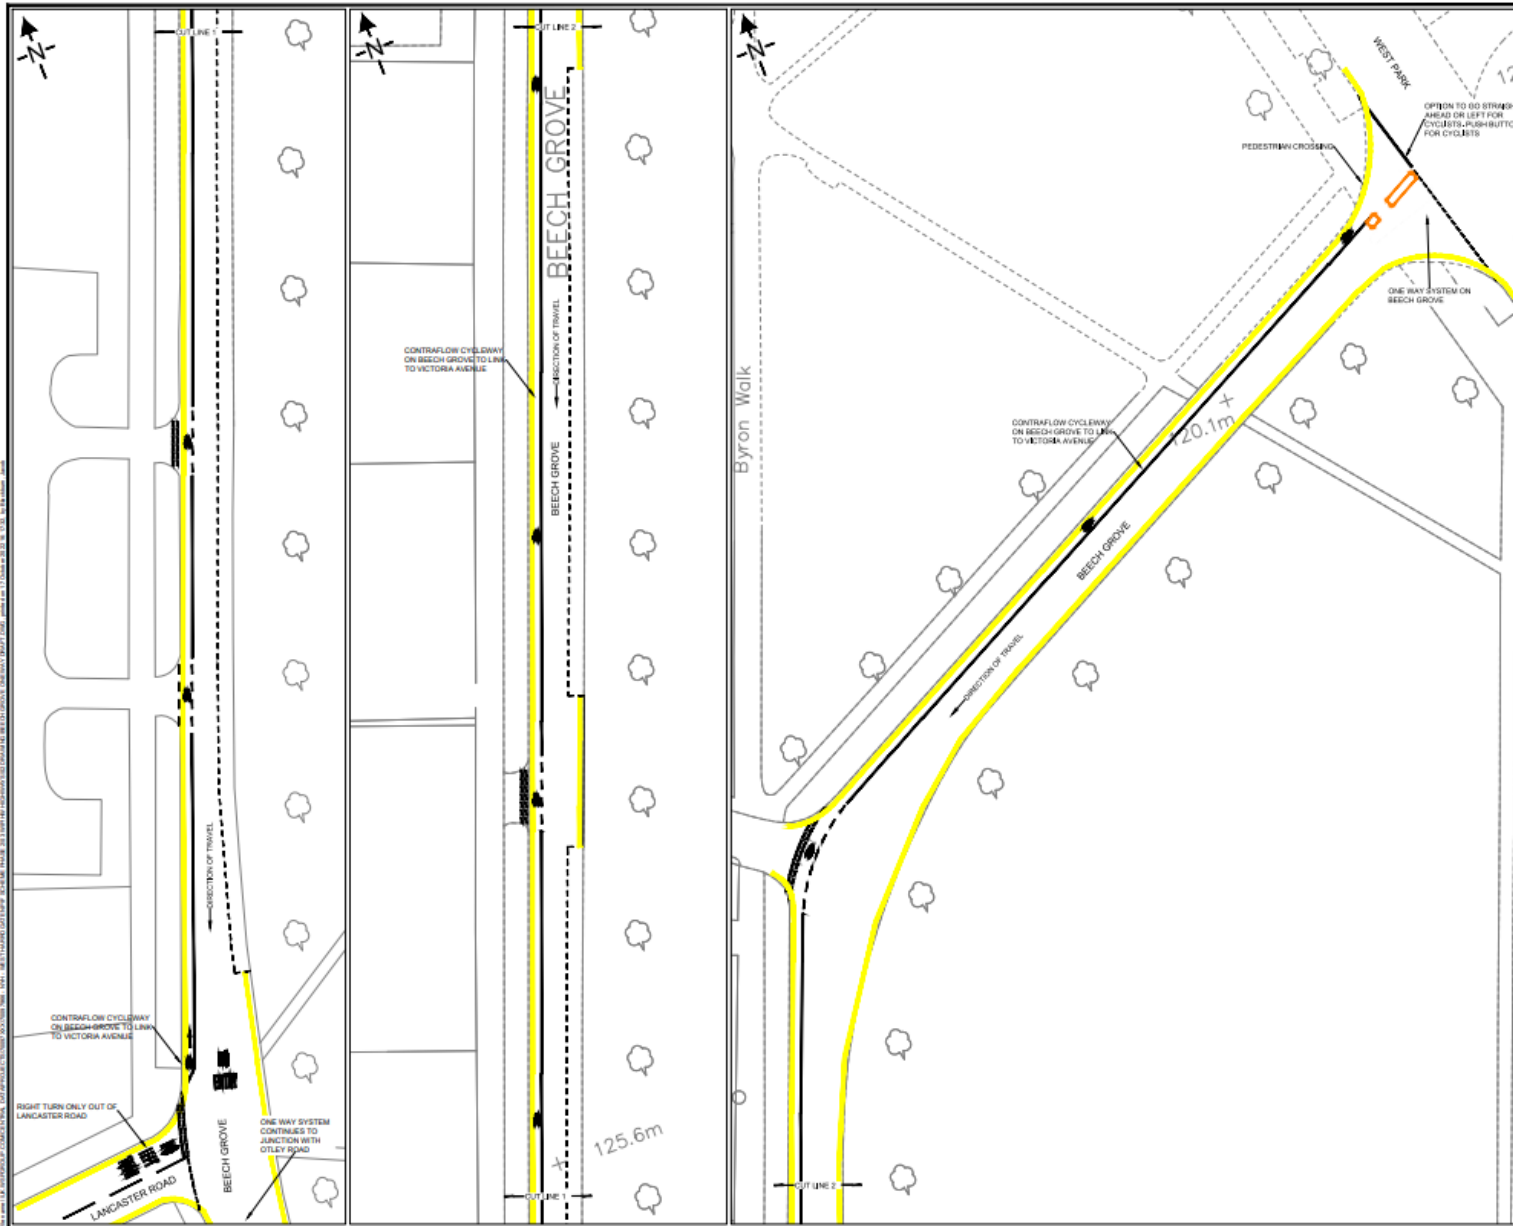 N
CUT LINE 1
DIRECTION OF TRAVEL
CONTRAFLOW CYCLEWAY
ON BEECH GROVE TO LINK
TO VICTORIA AVENUE
RIGHT TURN ONLY OUT OF
LANCASTER ROAD
LANCASTER ROAD
BEECH GROVE
ONE WAY SYSTEM
CONTINUES TO
JUNCTION WITH
OTLEY ROAD
N
CUT LINE 2
BEECH GROVE
DIRECTION OF TRAVEL
CONTRAFLOW CYCLEWAY
ON BEECH GROVE TO LINK
TO VICTORIA AVENUE
BEECH GROVE
125.6m
CUT LINE 1
N
WEST PARK
12
OPTION TO GO STRAIGH
AHEAD OR LEFT FOR
CYCLISTS. PUSH BUTTO
FOR CYCLISTS
PEDESTRIAN CROSSING
ONE WAY SYSTEM ON
BEECH GROVE
Byron Walk
CONTRAFLOW CYCLEWAY
ON BEECH GROVE TO LINK
TO VICTORIA AVENUE
120.1m
BEECH GROVE
DIRECTION OF TRAVEL
CUT LINE 2